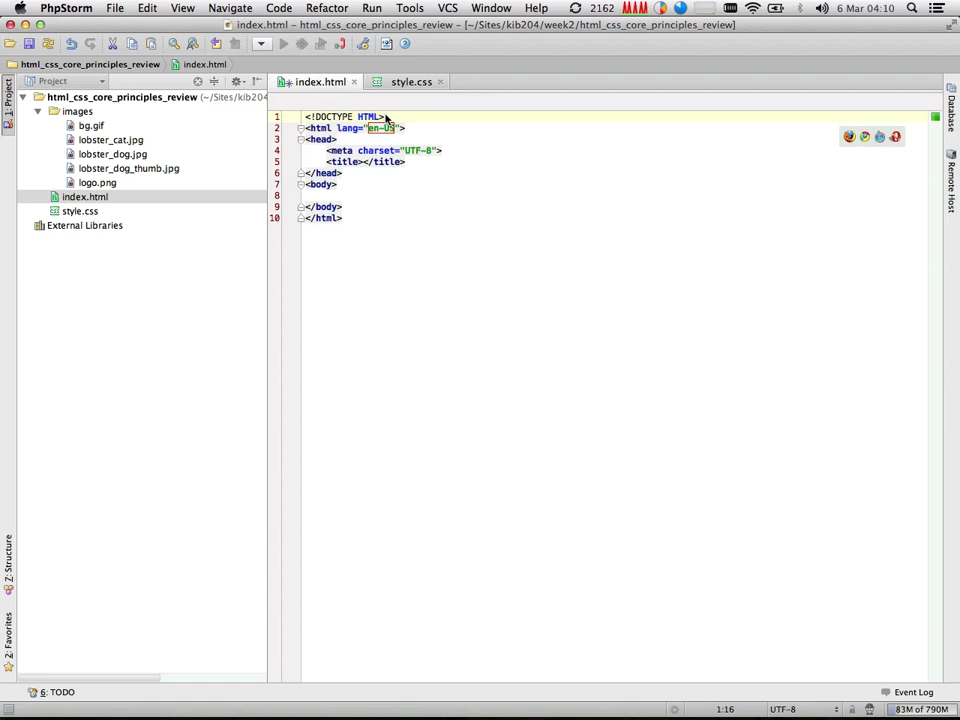 PhpStorm File Edit View Navigate Code Refactor Run Tools VCS Window Help 2162 6 Mar 04:10
index.html – html_css_core_principles_review – [~/Sites/kib204/week2/html_css_core_principles_review]
html_css_core_principles_review index.html
Project
index.html
style.css
html_css_core_principles_review (~/Sites/kib204
images
bg.gif
lobster_cat.jpg
lobster_dog.jpg
lobster_dog_thumb.jpg
logo.png
index.html
style.css
External Libraries
1: Project
Z: Structure
2: Favorites
1 <!DOCTYPE HTML>
2 <html lang="en-US">
3 <head>
4 <meta charset="UTF-8">
5 <title></title>
6 </head>
7 <body>
8
9 </body>
10 </html>
Database
Remote Host
6: TODO
Event Log
1:16 UTF-8 83M of 790M